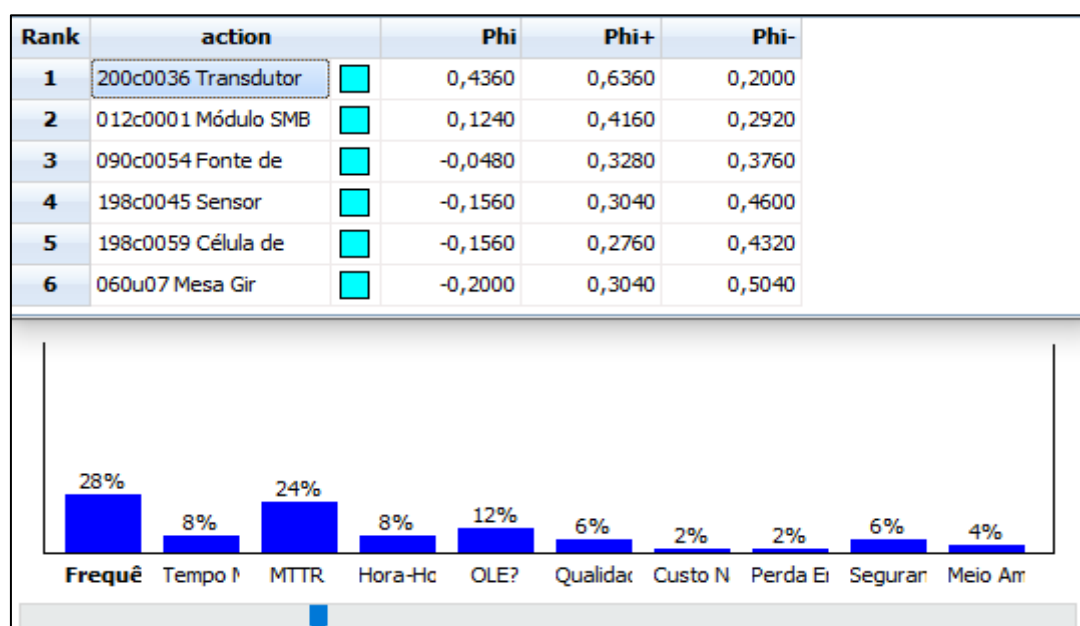 Rank action Phi Phi+ Phi-
1 200c0036 Transdutor 0,4360 0,6360 0,2000
2 012c0001 Módulo SMB 0,1240 0,4160 0,2920
3 090c0054 Fonte de -0,0480 0,3280 0,3760
4 198c0045 Sensor -0,1560 0,3040 0,4600
5 198c0059 Célula de -0,1560 0,2760 0,4320
6 060u07 Mesa Gir -0,2000 0,3040 0,5040
28% 8% 24% 8% 12% 6% 2% 2% 6% 4%
Frequê Tempo MTTR Hora-Ho OLE? Qualidad Custo N Perda Seguran Meio Am